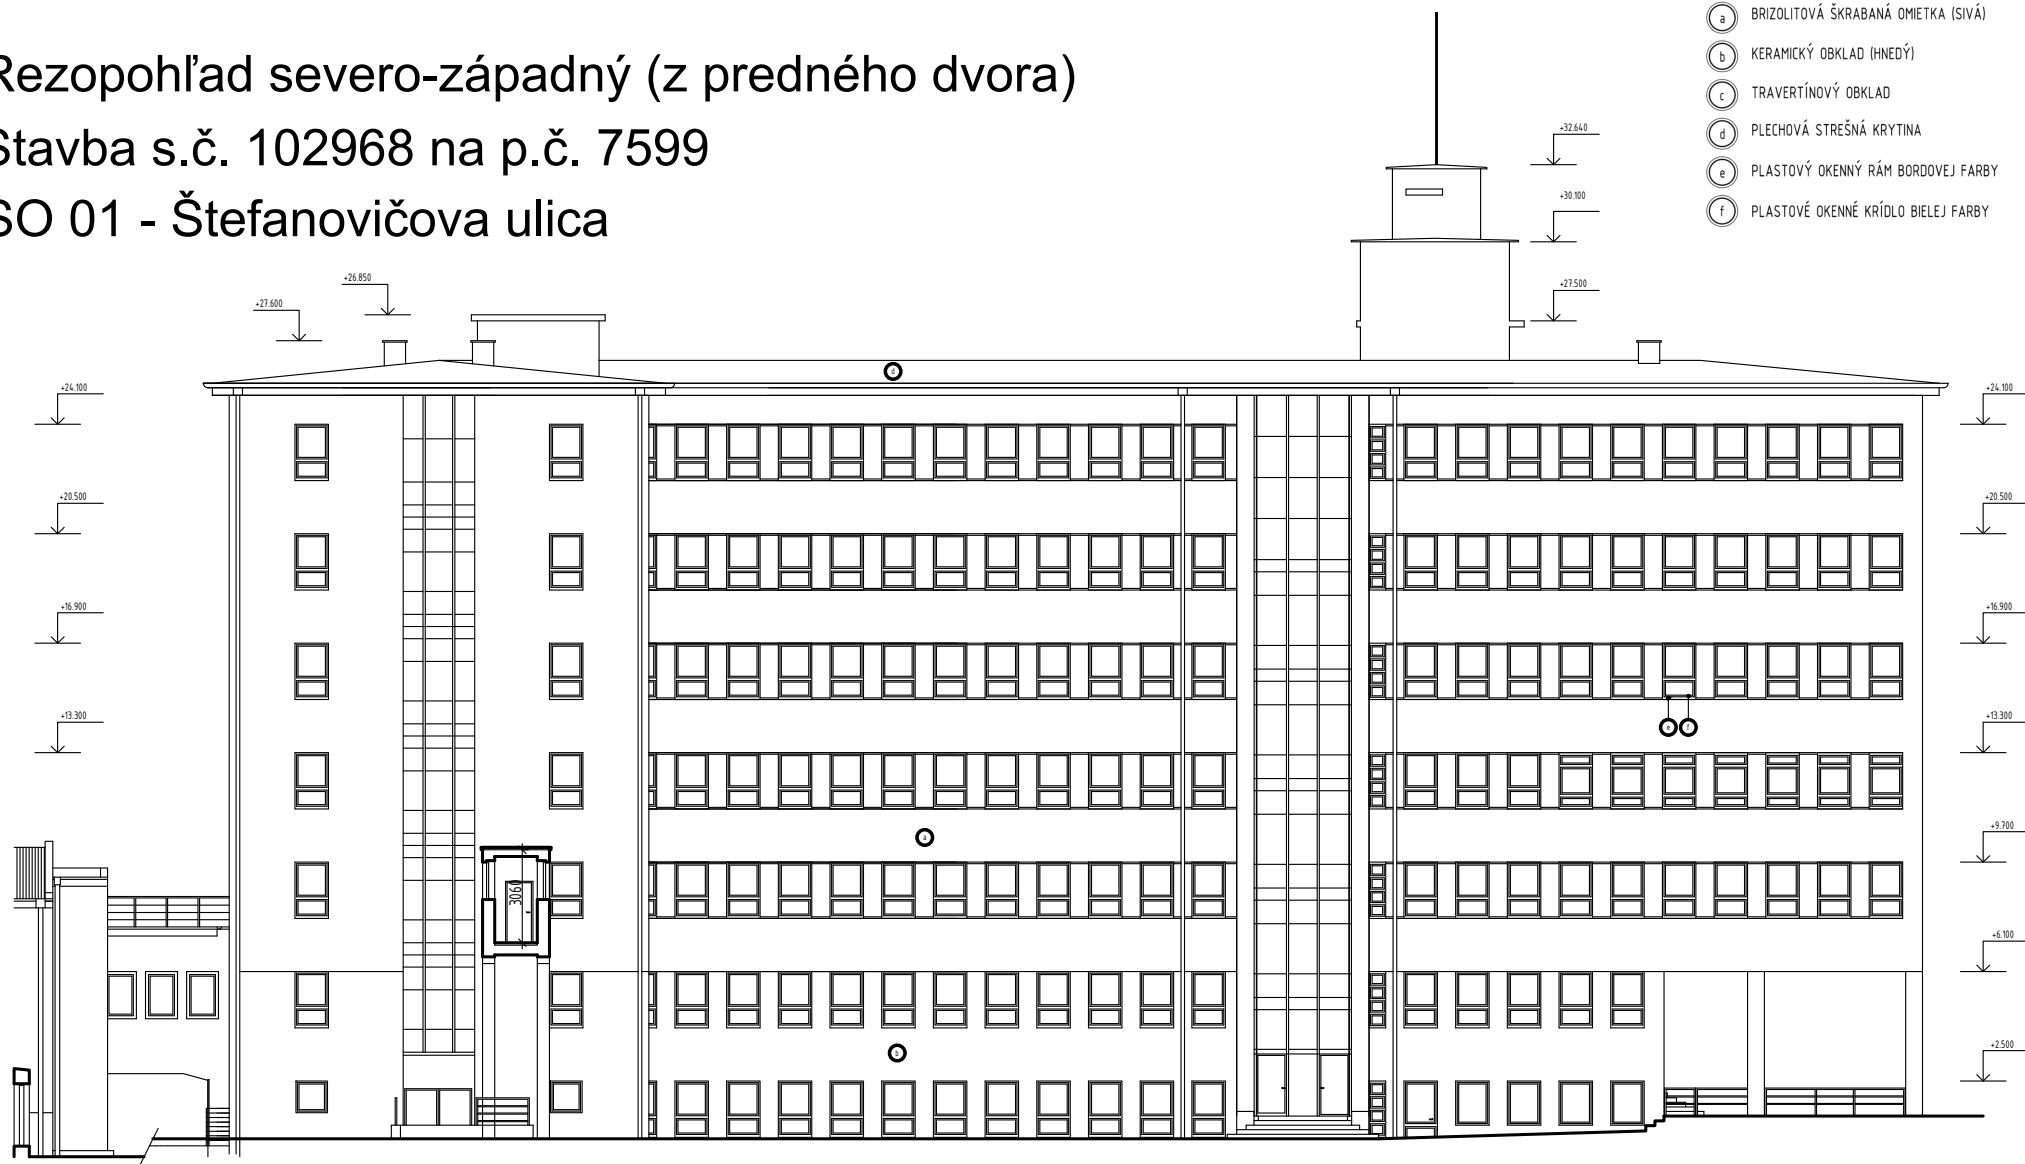 Rezopohľad severo-západný (z predného dvora)
Stavba s.č. 102968 na p.č. 7599
SO 01 - Štefanovičova ulica
a BRIZOLITOVÁ ŠKRABANÁ OMIETKA (SIVÁ)
b KERAMICKÝ OBKLAD (HNEDÝ)
c TRAVERTÍNOVÝ OBKLAD
d PLECHOVÁ STREŠNÁ KRYTINA
e PLASTOVÝ OKENNÝ RÁM BORDOVEJ FARBY
f PLASTOVÉ OKENNÉ KRÍDLO BIELEJ FARBY
+32.640
+30.100
+27.500
+26.850
+27.600
d
+24.100
+24.100
+20.500
+20.500
+16.900
+16.900
+13.300
e f
+13.300
a
+9.700
3060
+6.100
b
+2.500